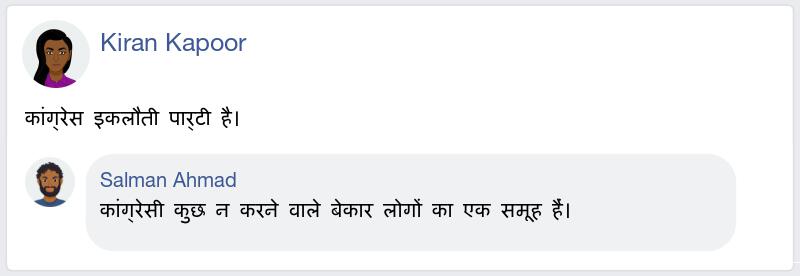 Kiran Kapoor
कांग्रेस इकलौती पार्टी है।
Salman Ahmad
कांग्रेसी कुछ न करने वाले बेकार लोगों का एक समूह हैं।